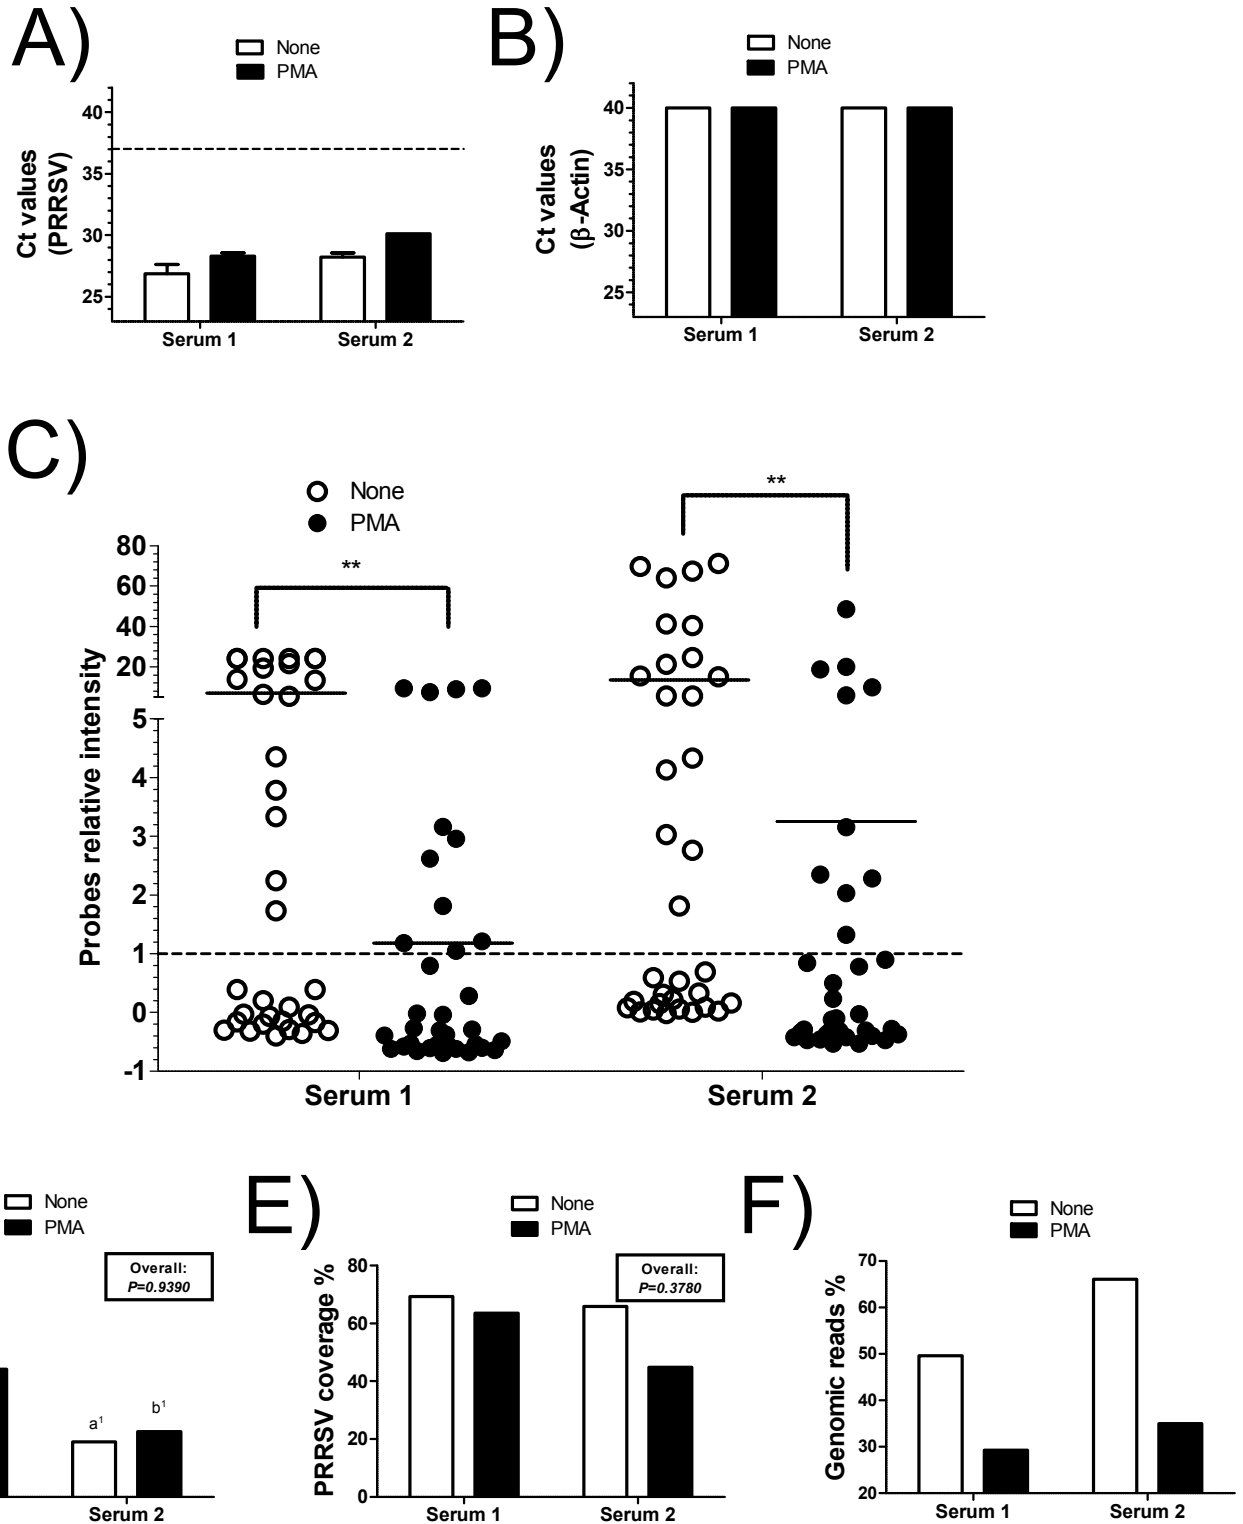 A)
None
PMA
Ct values
(PRRSV)
40
35
30
25
Serum 1
Serum 2
B)
None
PMA
Ct values
(β-Actin)
40
35
30
25
Serum 1
Serum 2
C)
None
PMA
**
**
Probes relative intensity
80
60
40
20
5
4
3
2
1
0
-1
Serum 1
Serum 2
None
PMA
Overall:
P=0.9390
a¹
b¹
Serum 2
E)
None
PMA
Overall:
P=0.3780
PRRSV coverage %
80
60
40
20
0
Serum 1
Serum 2
F)
None
PMA
Genomic reads %
70
60
50
40
30
20
Serum 1
Serum 2